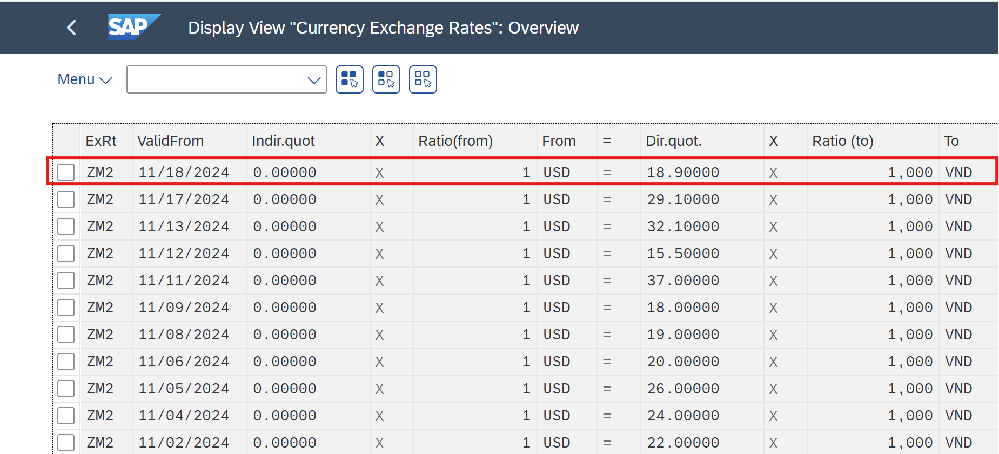 SAP Display View "Currency Exchange Rates": Overview
Menu
ExRt ValidFrom Indir.quot X Ratio(from) From = Dir.quot. X Ratio (to) To
ZM2 11/18/2024 0.00000 X 1 USD = 18.90000 X 1,000 VND
ZM2 11/17/2024 0.00000 X 1 USD = 29.10000 X 1,000 VND
ZM2 11/13/2024 0.00000 X 1 USD = 32.10000 X 1,000 VND
ZM2 11/12/2024 0.00000 X 1 USD = 15.50000 X 1,000 VND
ZM2 11/11/2024 0.00000 X 1 USD = 37.00000 X 1,000 VND
ZM2 11/09/2024 0.00000 X 1 USD = 18.00000 X 1,000 VND
ZM2 11/08/2024 0.00000 X 1 USD = 19.00000 X 1,000 VND
ZM2 11/06/2024 0.00000 X 1 USD = 20.00000 X 1,000 VND
ZM2 11/05/2024 0.00000 X 1 USD = 26.00000 X 1,000 VND
ZM2 11/04/2024 0.00000 X 1 USD = 24.00000 X 1,000 VND
ZM2 11/02/2024 0.00000 X 1 USD = 22.00000 X 1,000 VND